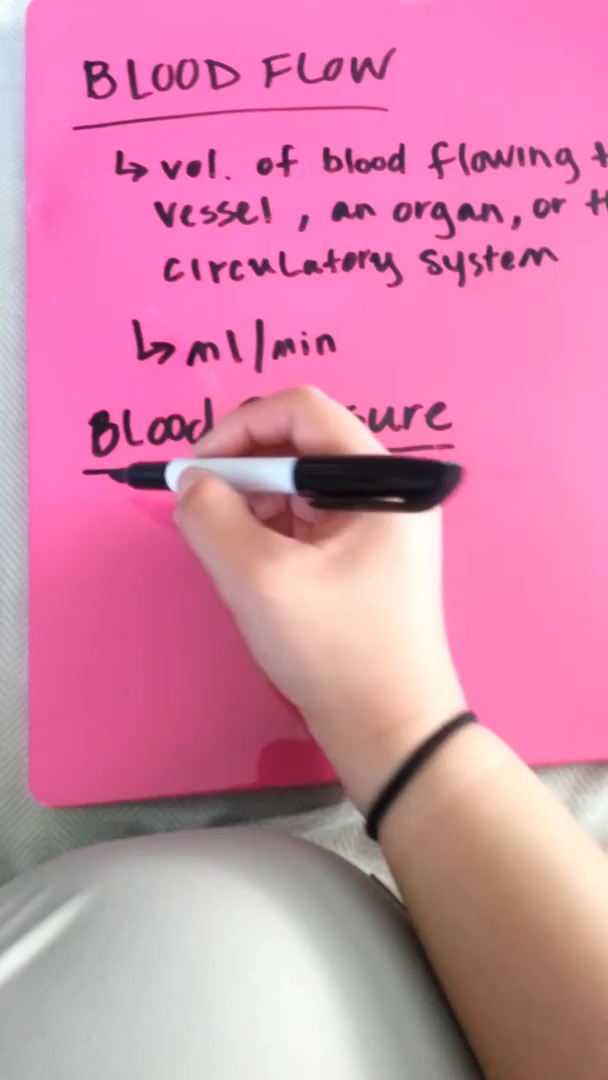 BLOOD FLOW
↳ vol. of blood flowing
vessel, an organ, or
circulatory system
↳ ml/min
Blood